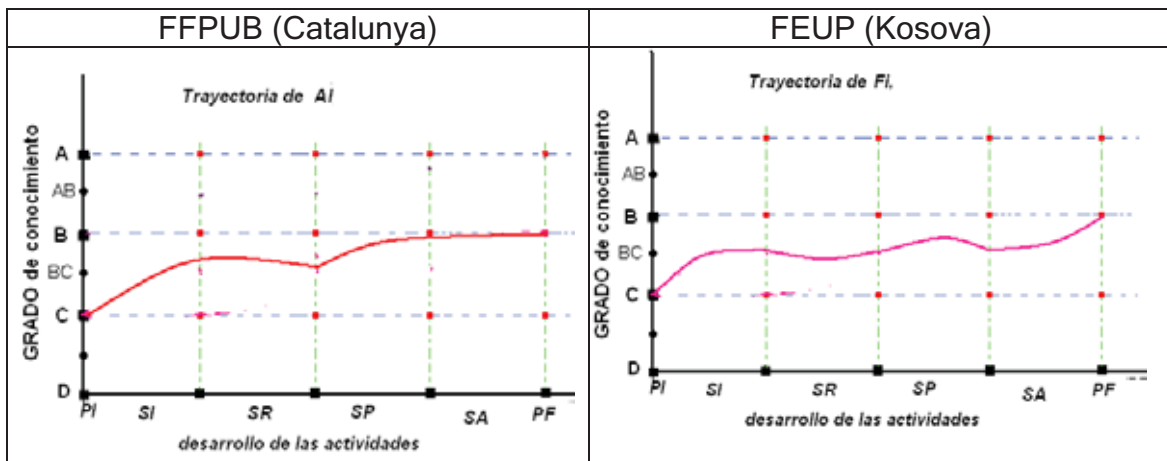 FFPUB (Catalunya)
FEUP (Kosova)
Trayectoria de Al
GRADO de conocimiento
A
AB
B
BC
C
D
PI SI SR SP SA PF
desarrollo de las actividades
Trayectoria de Fl.
GRADO de conocimiento
A
AB
B
BC
C
D
PI SI SR SP SA PF
desarrollo de las actividades